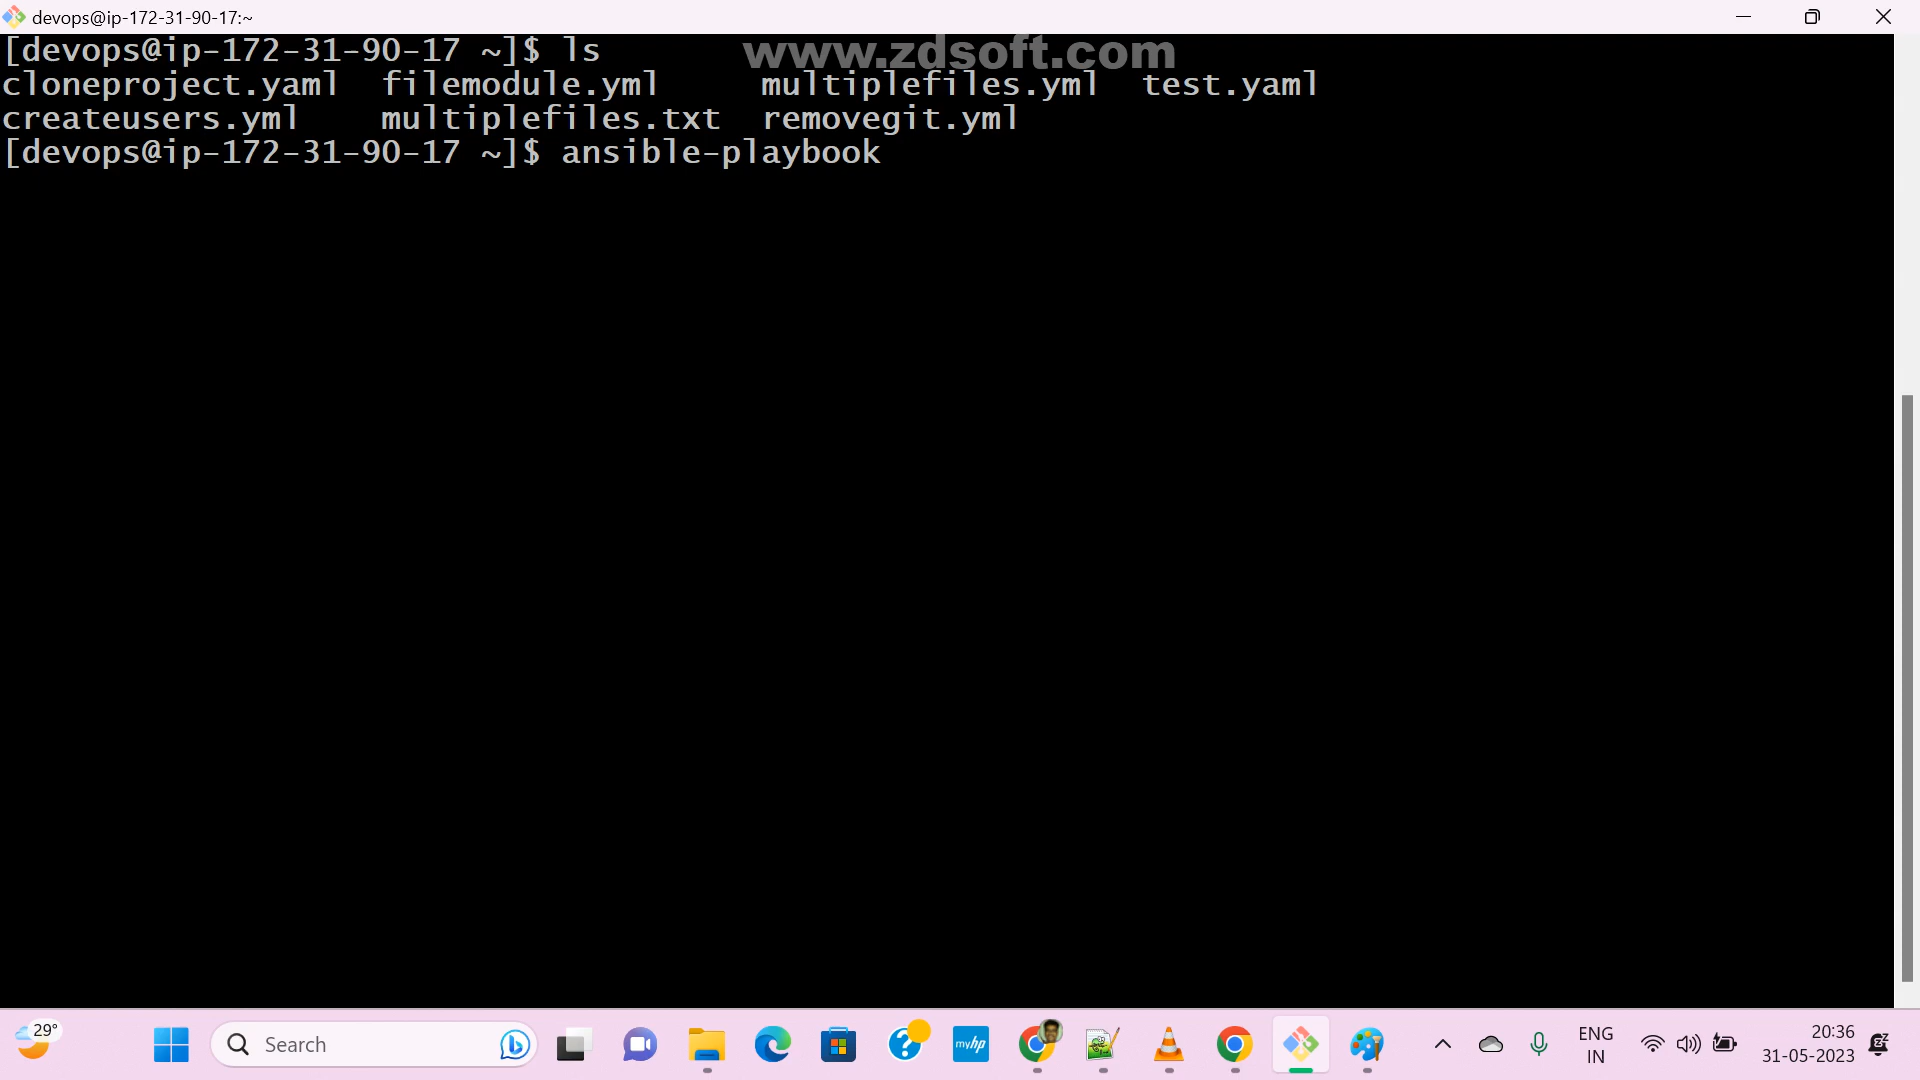 devops@ip-172-31-90-17:~
[devops@ip-172-31-90-17 ~]$ ls
www.zdsoft.com
cloneproject.yaml filemodule.yml multiplefiles.yml test.yaml
createusers.yml multiplefiles.txt removegit.yml
[devops@ip-172-31-90-17 ~]$ ansible-playbook
29°
Search
myhp
ENG
IN
20:36
31-05-2023